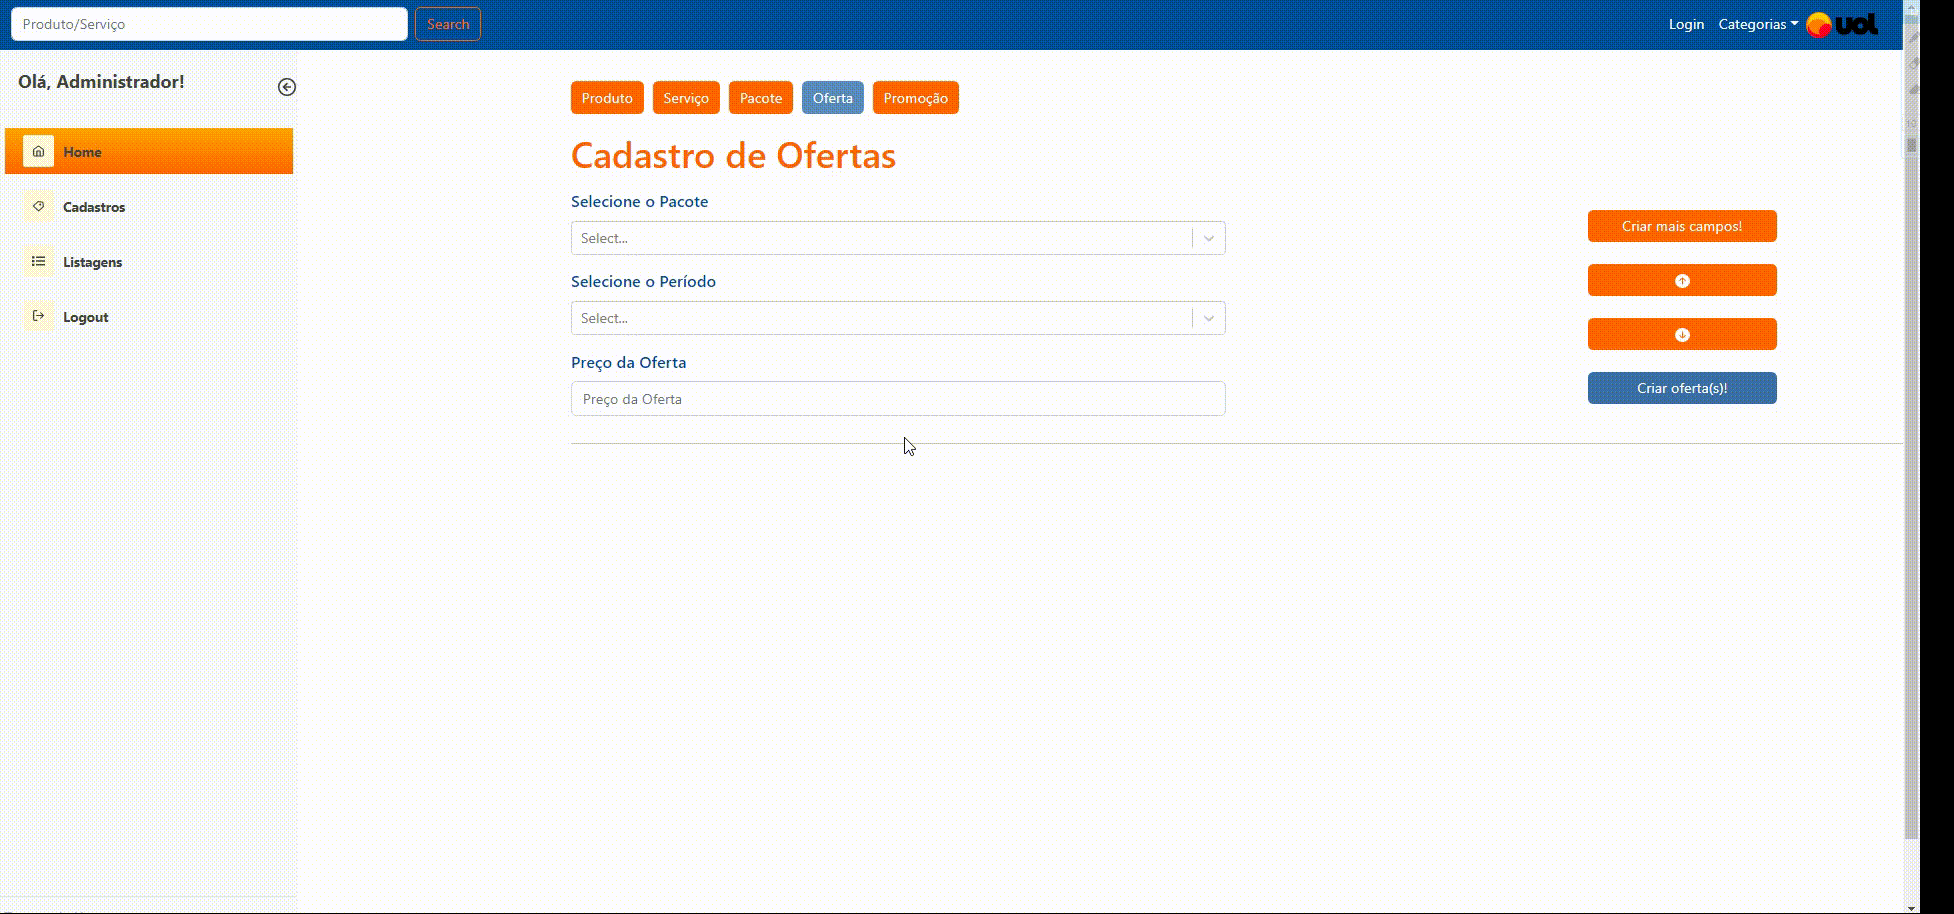 Produto/Serviço
Search
Login
Categorias
uol
Olá, Administrador!
Home
Cadastros
Listagens
Logout
Produto
Serviço
Pacote
Oferta
Promoção
Cadastro de Ofertas
Selecione o Pacote
Select...
Selecione o Período
Select...
Preço da Oferta
Preço da Oferta
Criar mais campos!
Criar oferta(s)!